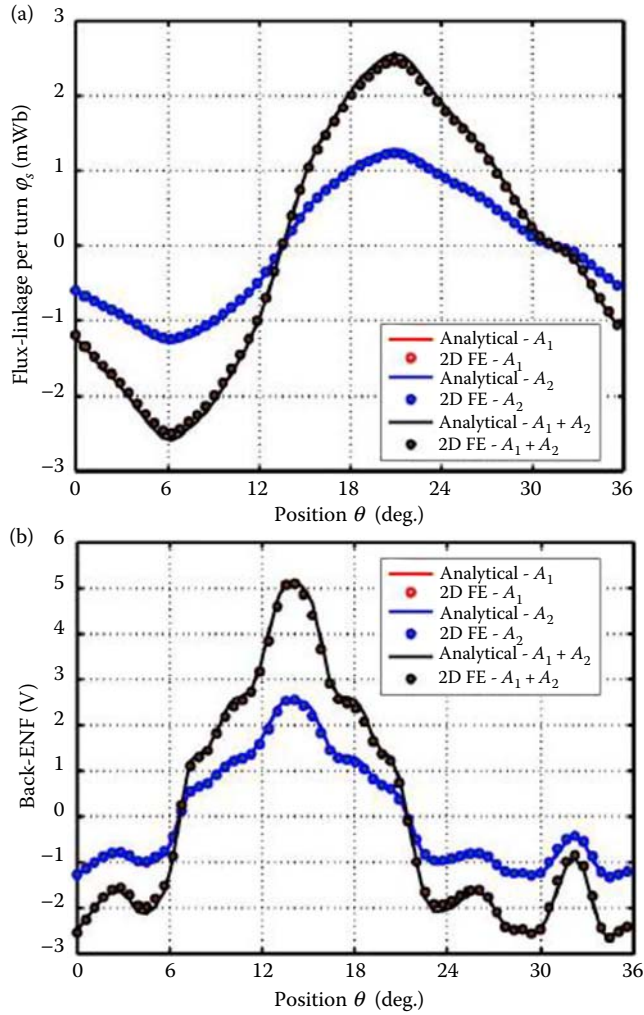 (a)
3
2
1
0
−1
−2
−3
Flux-linkage per turn φs (mWb)
Analytical - A1
2D FE - A1
Analytical - A2
2D FE - A2
Analytical - A1 + A2
2D FE - A1 + A2
0 6 12 18 24 30 36
Position θ (deg.)
(b)
6
5
4
3
2
1
0
−1
−2
−3
Back-ENF (V)
Analytical - A1
2D FE - A1
Analytical - A2
2D FE - A2
Analytical - A1 + A2
2D FE - A1 + A2
0 6 12 18 24 30 36
Position θ (deg.)